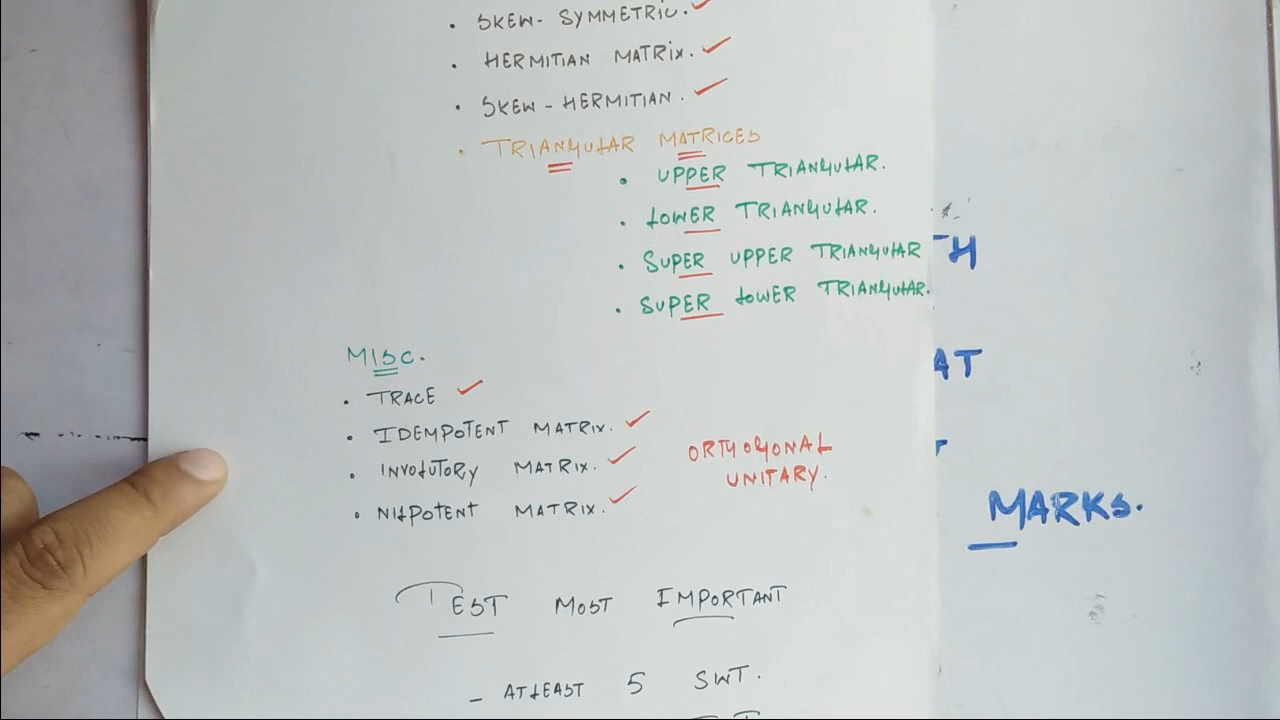 • SKEW - SYMMETRIC.
• HERMITIAN MATRIX.
• SKEW - HERMITIAN.
• TRIANGULAR MATRICES
• UPPER TRIANGULAR.
• LOWER TRIANGULAR.
• SUPER UPPER TRIANGULAR
• SUPER LOWER TRIANGULAR.
TH
AT
MISC.
• TRACE
• IDEMPOTENT MATRIX.
• INVOLUTORY MATRIX.
• NILPOTENT MATRIX.
ORTHOGONAL
UNITARY.
MARKS.
TEST MOST IMPORTANT
- ATLEAST 5 SWT.